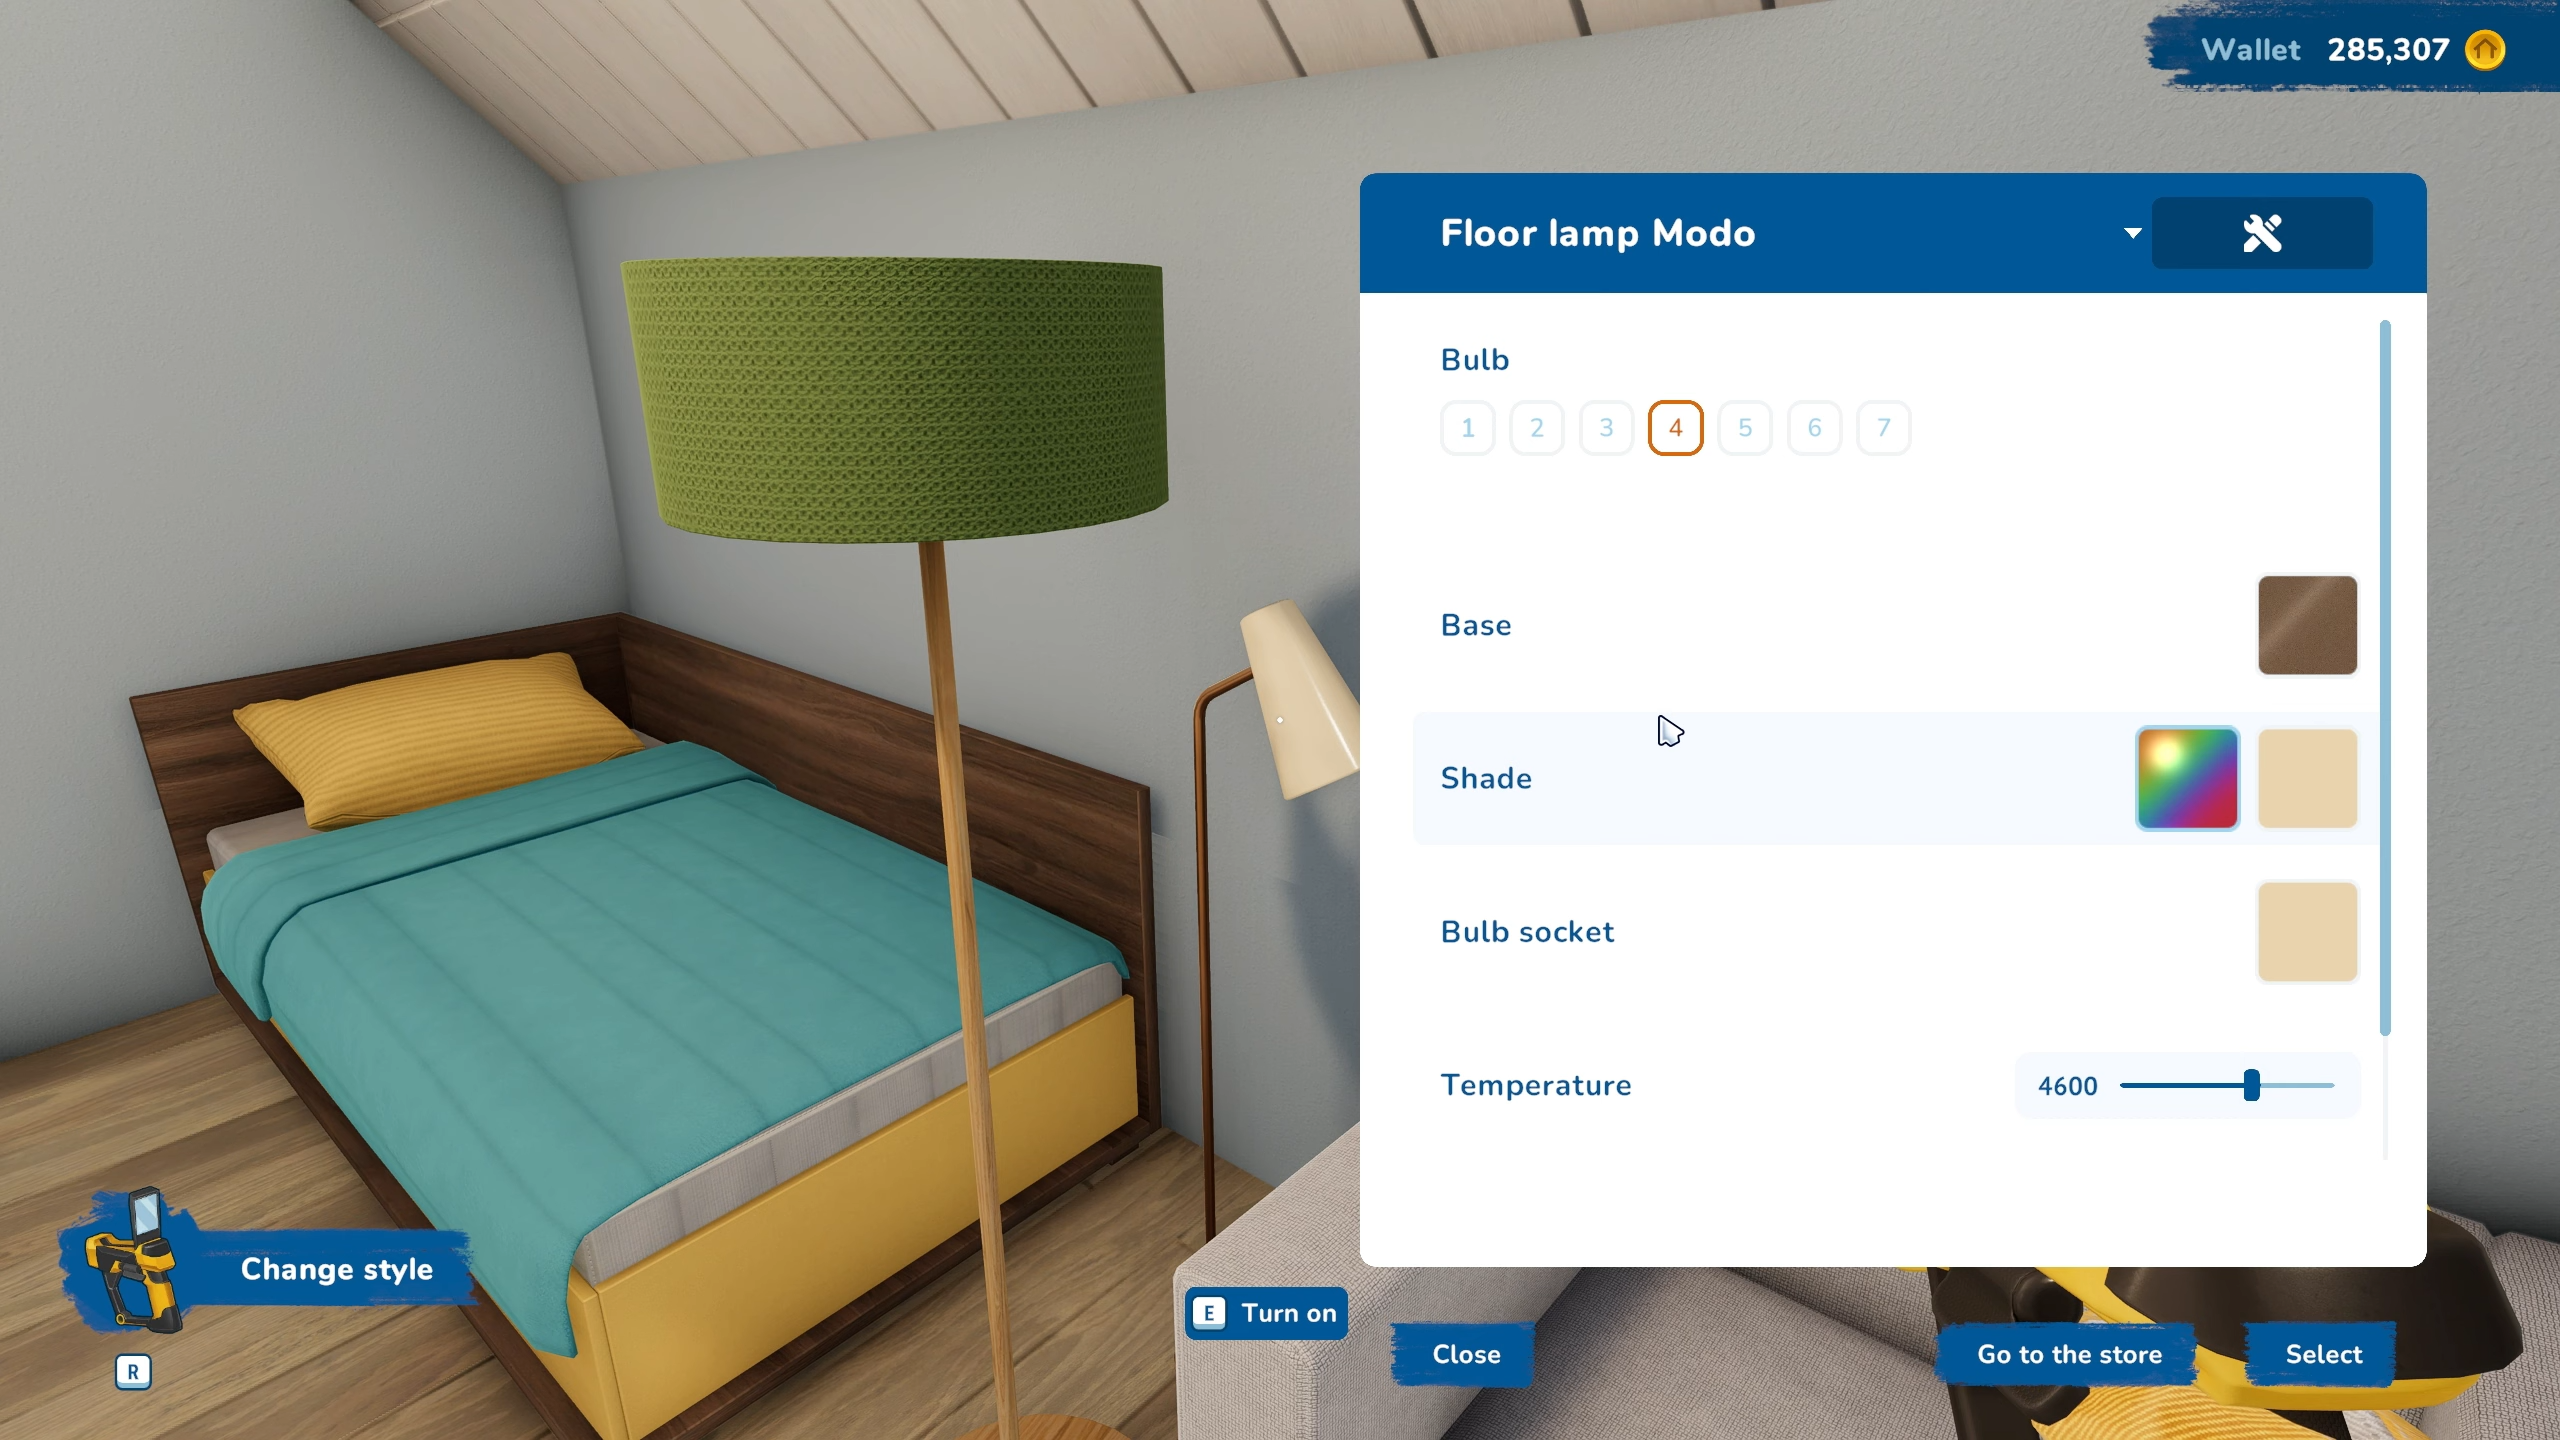 Wallet 285,307
Floor lamp Modo
Bulb
1 2 3 4 5 6 7
Base
Shade
Bulb socket
Temperature 4600
Change style
R
E Turn on
Close
Go to the store
Select